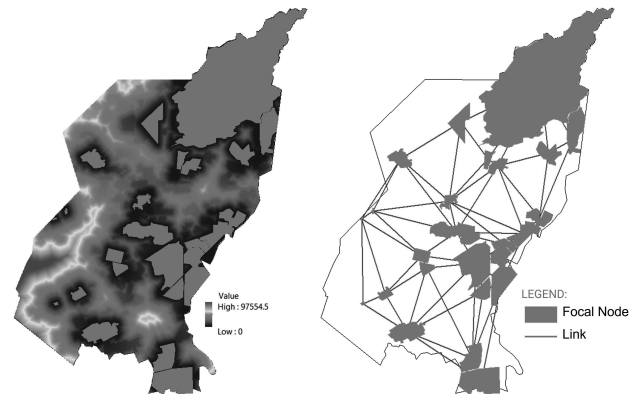 Value
High : 97554.5
Low : 0
LEGEND:
Focal Node
Link